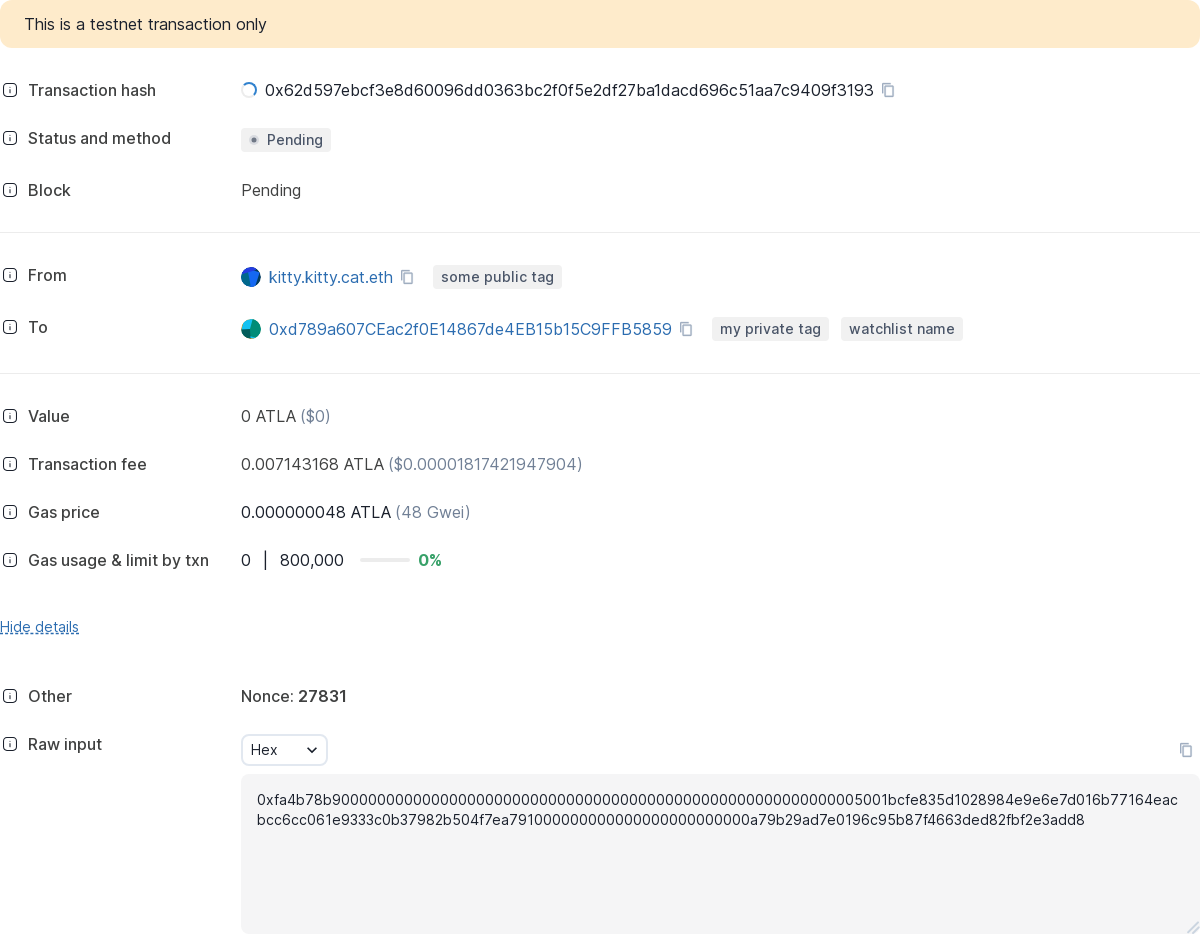 This is a testnet transaction only
Transaction hash 0x62d597ebcf3e8d60096dd0363bc2f0f5e2df27ba1dacd696c51aa7c9409f3193
Status and method Pending
Block Pending
From kitty.kitty.cat.eth some public tag
To 0xd789a607CEac2f0E14867de4EB15b15C9FFB5859 my private tag watchlist name
Value 0 ATLA ($0)
Transaction fee 0.007143168 ATLA ($0.00001817421947904)
Gas price 0.000000048 ATLA (48 Gwei)
Gas usage & limit by txn 0 | 800,000 0%
Hide details
Other Nonce: 27831
Raw input Hex
0xfa4b78b90000000000000000000000000000000000000000000000000000000000005001bcfe835d1028984e9e6e7d016b77164eac
bcc6cc061e9333c0b37982b504f7ea791000000000000000000000000a79b29ad7e0196c95b87f4663ded82fbf2e3add8